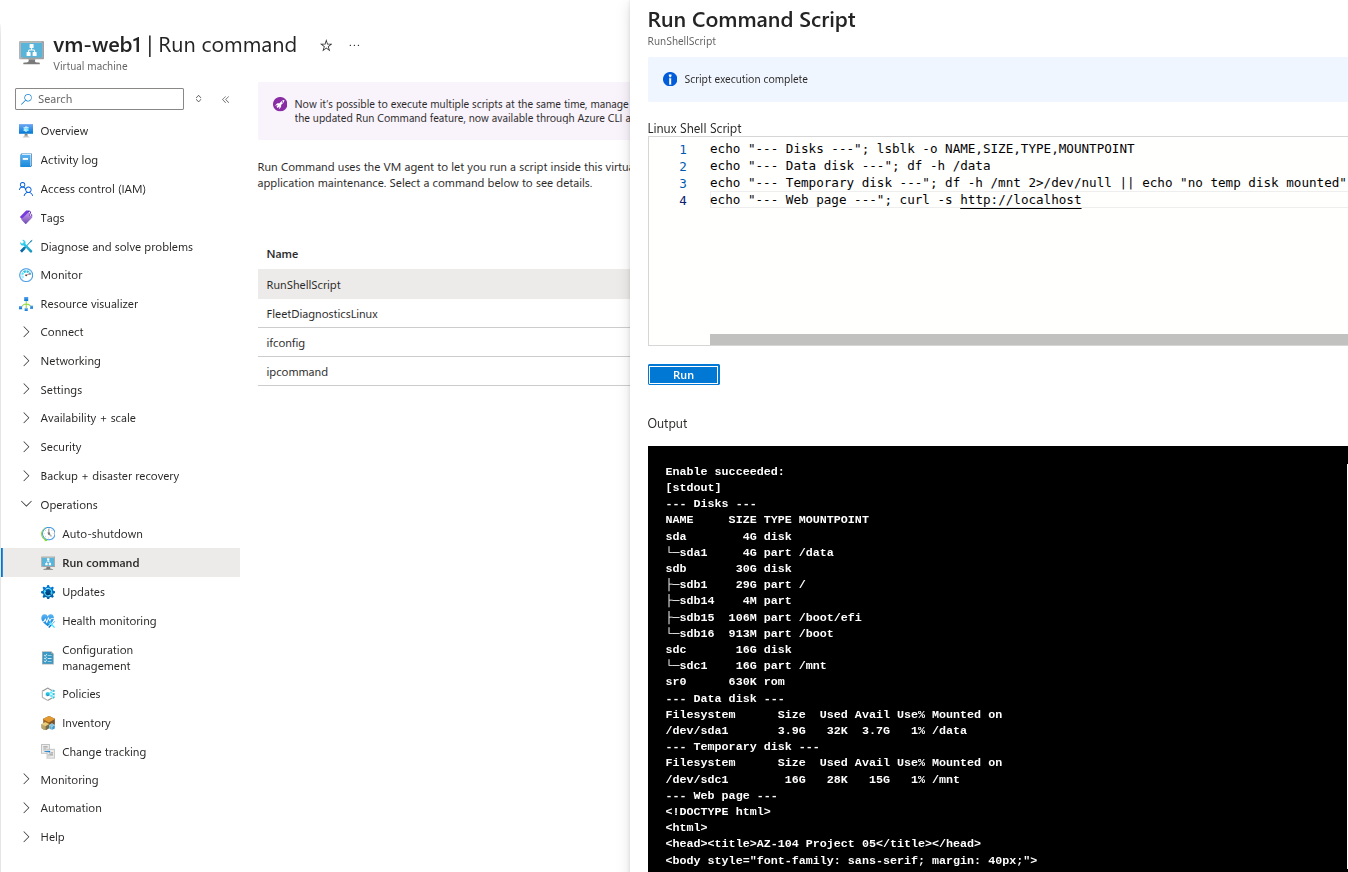 vm-web1 | Run command
Virtual machine
Search
Overview
Activity log
Access control (IAM)
Tags
Diagnose and solve problems
Monitor
Resource visualizer
Connect
Networking
Settings
Availability + scale
Security
Backup + disaster recovery
Operations
Auto-shutdown
Run command
Updates
Health monitoring
Configuration
management
Policies
Inventory
Change tracking
Monitoring
Automation
Help
Now it's possible to execute multiple scripts at the same time, manage
the updated Run Command feature, now available through Azure CLI a
Run Command uses the VM agent to let you run a script inside this virtu
application maintenance. Select a command below to see details.
Name
RunShellScript
FleetDiagnosticsLinux
ifconfig
ipcommand
Run Command Script
RunShellScript
Script execution complete
Linux Shell Script
1 echo "--- Disks ---"; lsblk -o NAME,SIZE,TYPE,MOUNTPOINT
2 echo "--- Data disk ---"; df -h /data
3 echo "--- Temporary disk ---"; df -h /mnt 2>/dev/null || echo "no temp disk mounted"
4 echo "--- Web page ---"; curl -s http://localhost
Run
Output
Enable succeeded:
[stdout]
--- Disks ---
NAME     SIZE TYPE MOUNTPOINT
sda        4G disk
└─sda1     4G part /data
sdb       30G disk
├─sdb1    29G part /
├─sdb14    4M part
├─sdb15  106M part /boot/efi
└─sdb16  913M part /boot
sdc       16G disk
└─sdc1    16G part /mnt
sr0      630K rom
--- Data disk ---
Filesystem      Size  Used Avail Use% Mounted on
/dev/sda1       3.9G   32K  3.7G   1% /data
--- Temporary disk ---
Filesystem      Size  Used Avail Use% Mounted on
/dev/sdc1        16G   28K   15G   1% /mnt
--- Web page ---
<!DOCTYPE html>
<html>
<head><title>AZ-104 Project 05</title></head>
<body style="font-family: sans-serif; margin: 40px;">